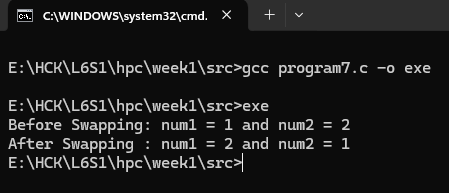 C:\WINDOWS\system32\cmd.
E:\HCK\L6S1\hpc\week1\src>gcc program7.c -o exe
E:\HCK\L6S1\hpc\week1\src>exe
Before Swapping: num1 = 1 and num2 = 2
After Swapping : num1 = 2 and num2 = 1
E:\HCK\L6S1\hpc\week1\src>